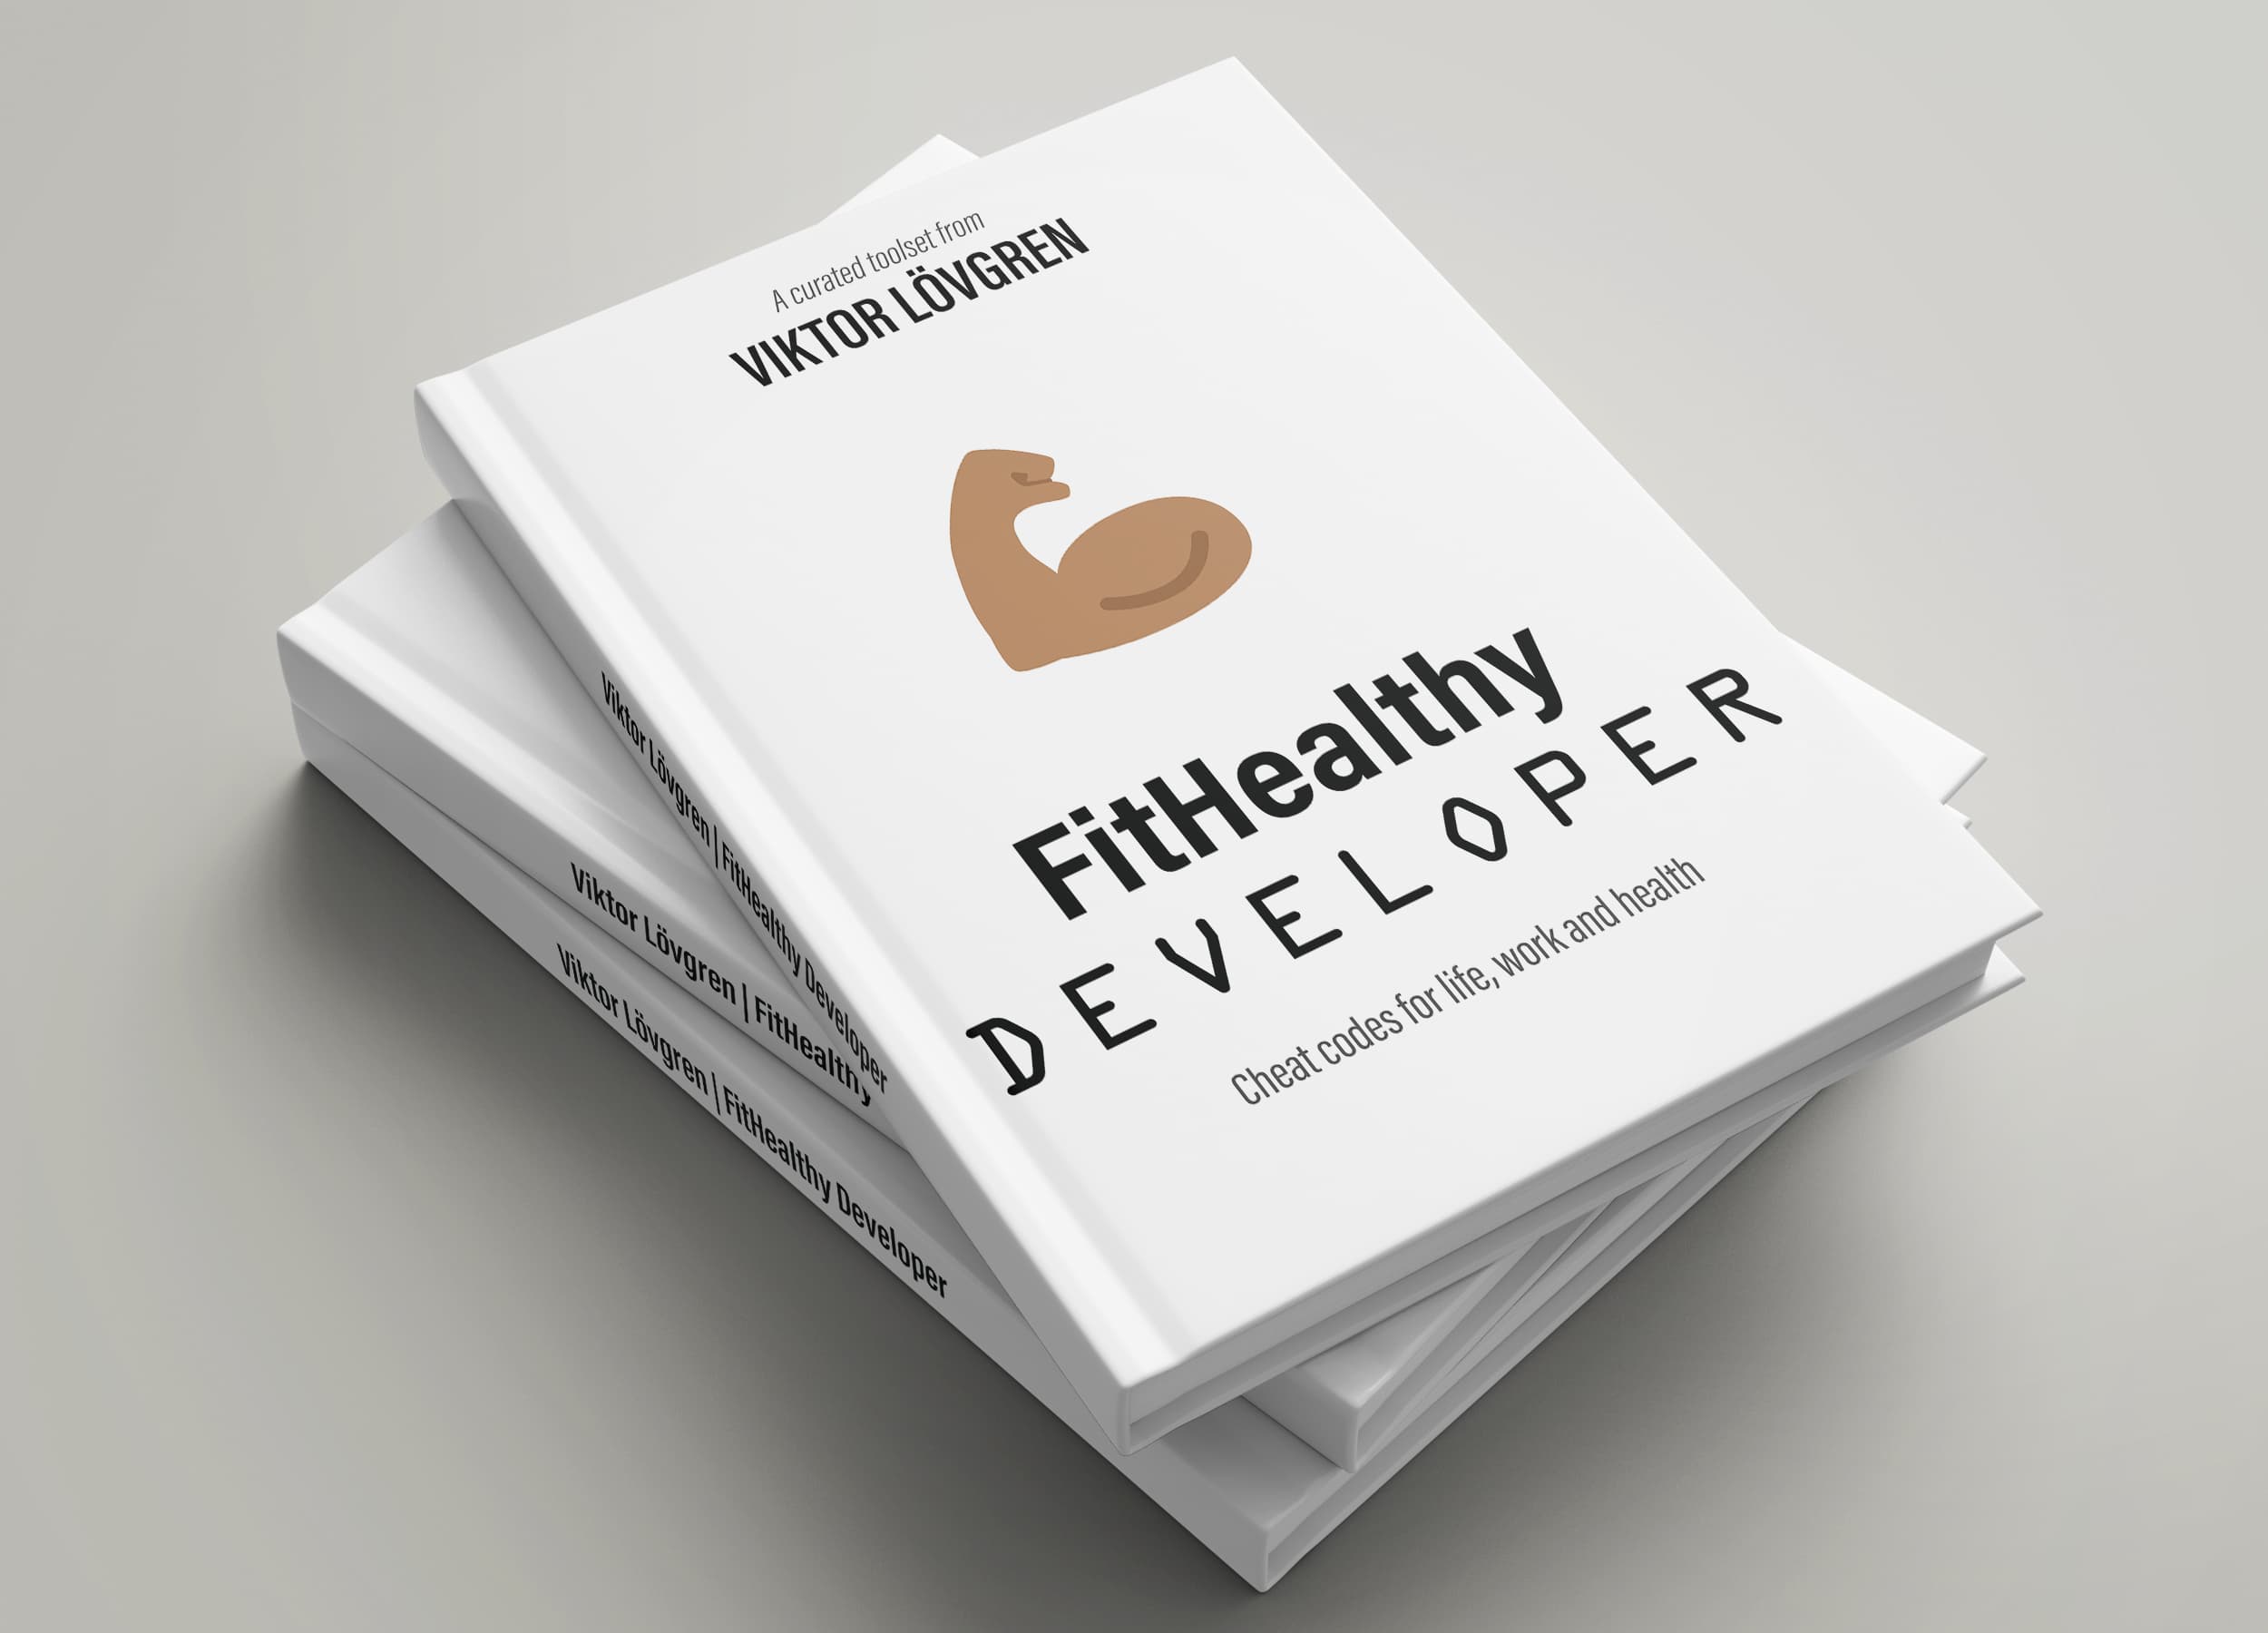 A curated toolset from
VIKTOR LÖVGREN
FitHealthy
DEVELOPER
Cheat codes for life, work and health
Viktor Lövgren | FitHealthy Developer
Viktor Lövgren | FitHealthy
Viktor Lövgren | FitHealthy Developer